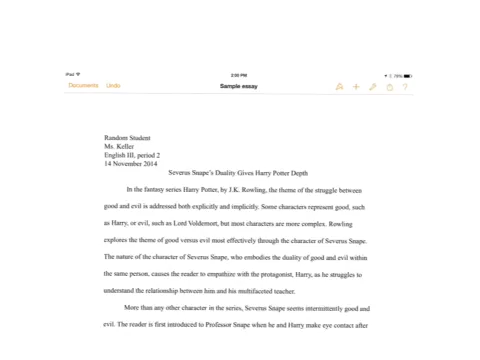 iPad 2:00 PM 76%
Documents Undo Sample essay
Random Student
Ms. Keller
English III, period 2
14 November 2014
Severus Snape's Duality Gives Harry Potter Depth
In the fantasy series Harry Potter, by J.K. Rowling, the theme of the struggle between
good and evil is addressed both explicitly and implicitly. Some characters represent good, such
as Harry, or evil, such as Lord Voldemort, but most characters are more complex. Rowling
explores the theme of good versus evil most effectively through the character of Severus Snape.
The nature of the character of Severus Snape, who embodies the duality of good and evil within
the same person, causes the reader to empathize with the protagonist, Harry, as he struggles to
understand the relationship between him and his multifaceted teacher.
More than any other character in the series, Severus Snape seems intermittently good and
evil. The reader is first introduced to Professor Snape when he and Harry make eye contact after